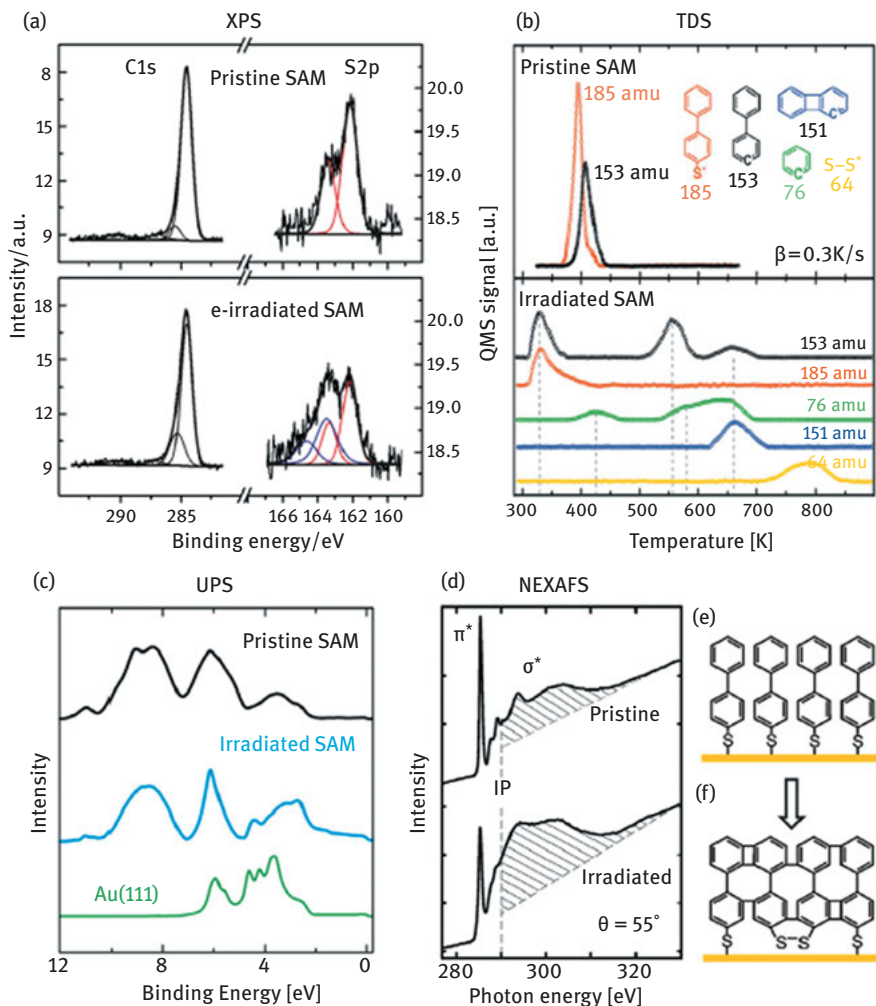 (a)
XPS
C1s
S2p
Pristine SAM
8
16
13
9
20.0
19.5
19.0
18.5
e-irradiated SAM
18
15
12
9
20.0
19.5
19.0
18.5
Intensity/a.u.
290
285
166
164
162
160
Binding energy/eV
(b)
TDS
Pristine SAM
185 amu
153 amu
S•
185
C•
153
C•
151
C•
76
S–S*
64
β=0.3K/s
Irradiated SAM
153 amu
185 amu
76 amu
151 amu
64 amu
QMS signal [a.u.]
300
400
500
600
700
800
Temperature [K]
(c)
UPS
Pristine SAM
Irradiated SAM
Au(111)
Intensity
12
8
4
0
Binding Energy [eV]
(d)
NEXAFS
π*
σ*
Pristine
IP
Irradiated
θ = 55°
Intensity
280
300
320
Photon energy [eV]
(e)
S
S
S
S
(f)
S
S–S
S